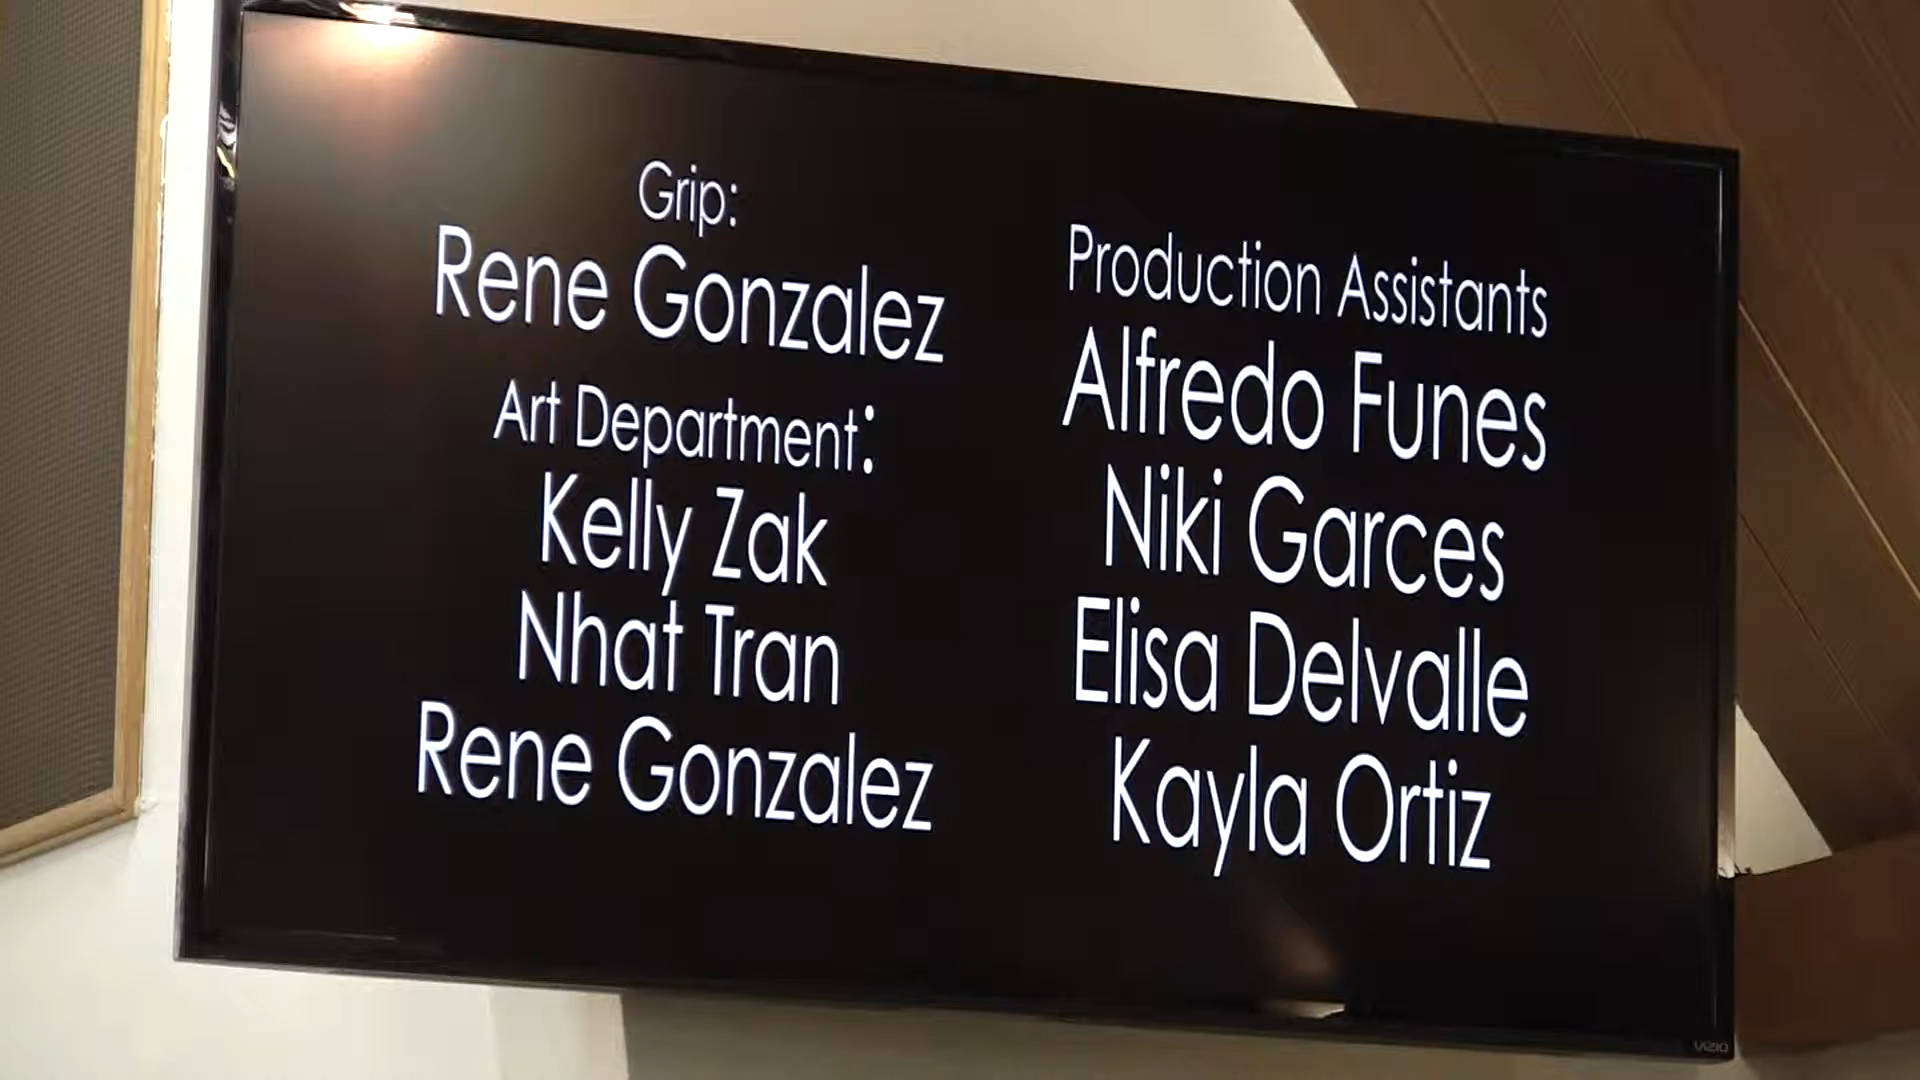 Grip:
Rene Gonzalez
Art Department:
Kelly Zak
Nhat Tran
Rene Gonzalez
Production Assistants
Alfredo Funes
Niki Garces
Elisa Delvalle
Kayla Ortiz
VIZIO